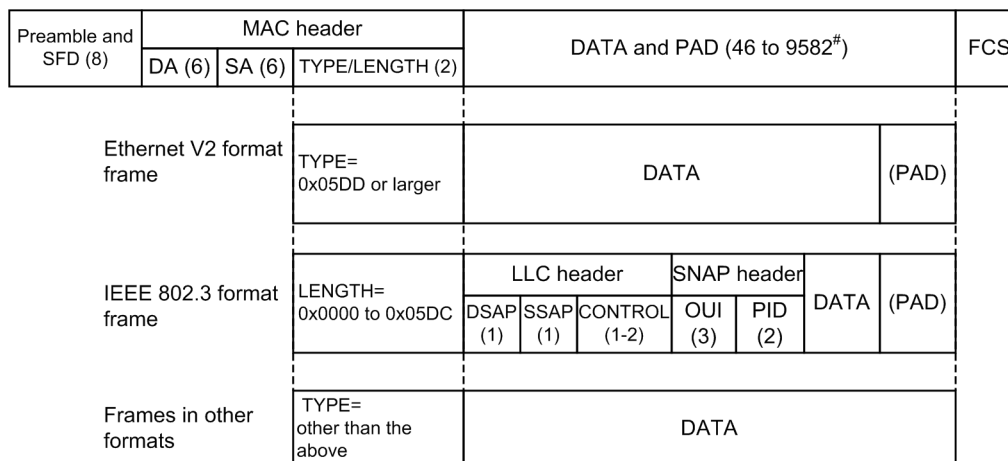 Preamble and
SFD (8)
MAC header
DA (6)
SA (6)
TYPE/LENGTH (2)
DATA and PAD (46 to 9582#)
FCS
Ethernet V2 format
frame
TYPE=
0x05DD or larger
DATA
(PAD)
IEEE 802.3 format
frame
LENGTH=
0x0000 to 0x05DC
LLC header
SNAP header
DSAP
(1)
SSAP
(1)
CONTROL
(1-2)
OUI
(3)
PID
(2)
DATA
(PAD)
Frames in other
formats
TYPE=
other than the
above
DATA